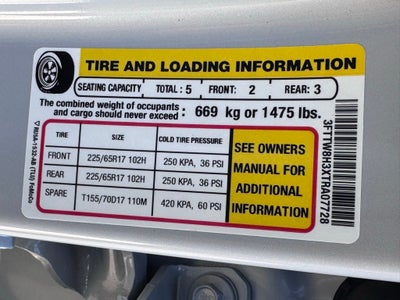 TIRE AND LOADING INFORMATION
SEATING CAPACITY TOTAL : 5 FRONT: 2 REAR: 3
The combined weight of occupants and cargo should never exceed : 669 kg or 1475 lbs.
TIRE SIZE COLD TIRE PRESSURE
FRONT 225/65R17 102H 250 KPA, 36 PSI
REAR 225/65R17 102H 250 KPA, 36 PSI
SPARE T155/70D17 110M 420 KPA, 60 PSI
SEE OWNERS
MANUAL FOR
ADDITIONAL
INFORMATION
3FTTW8H3XTRA07728